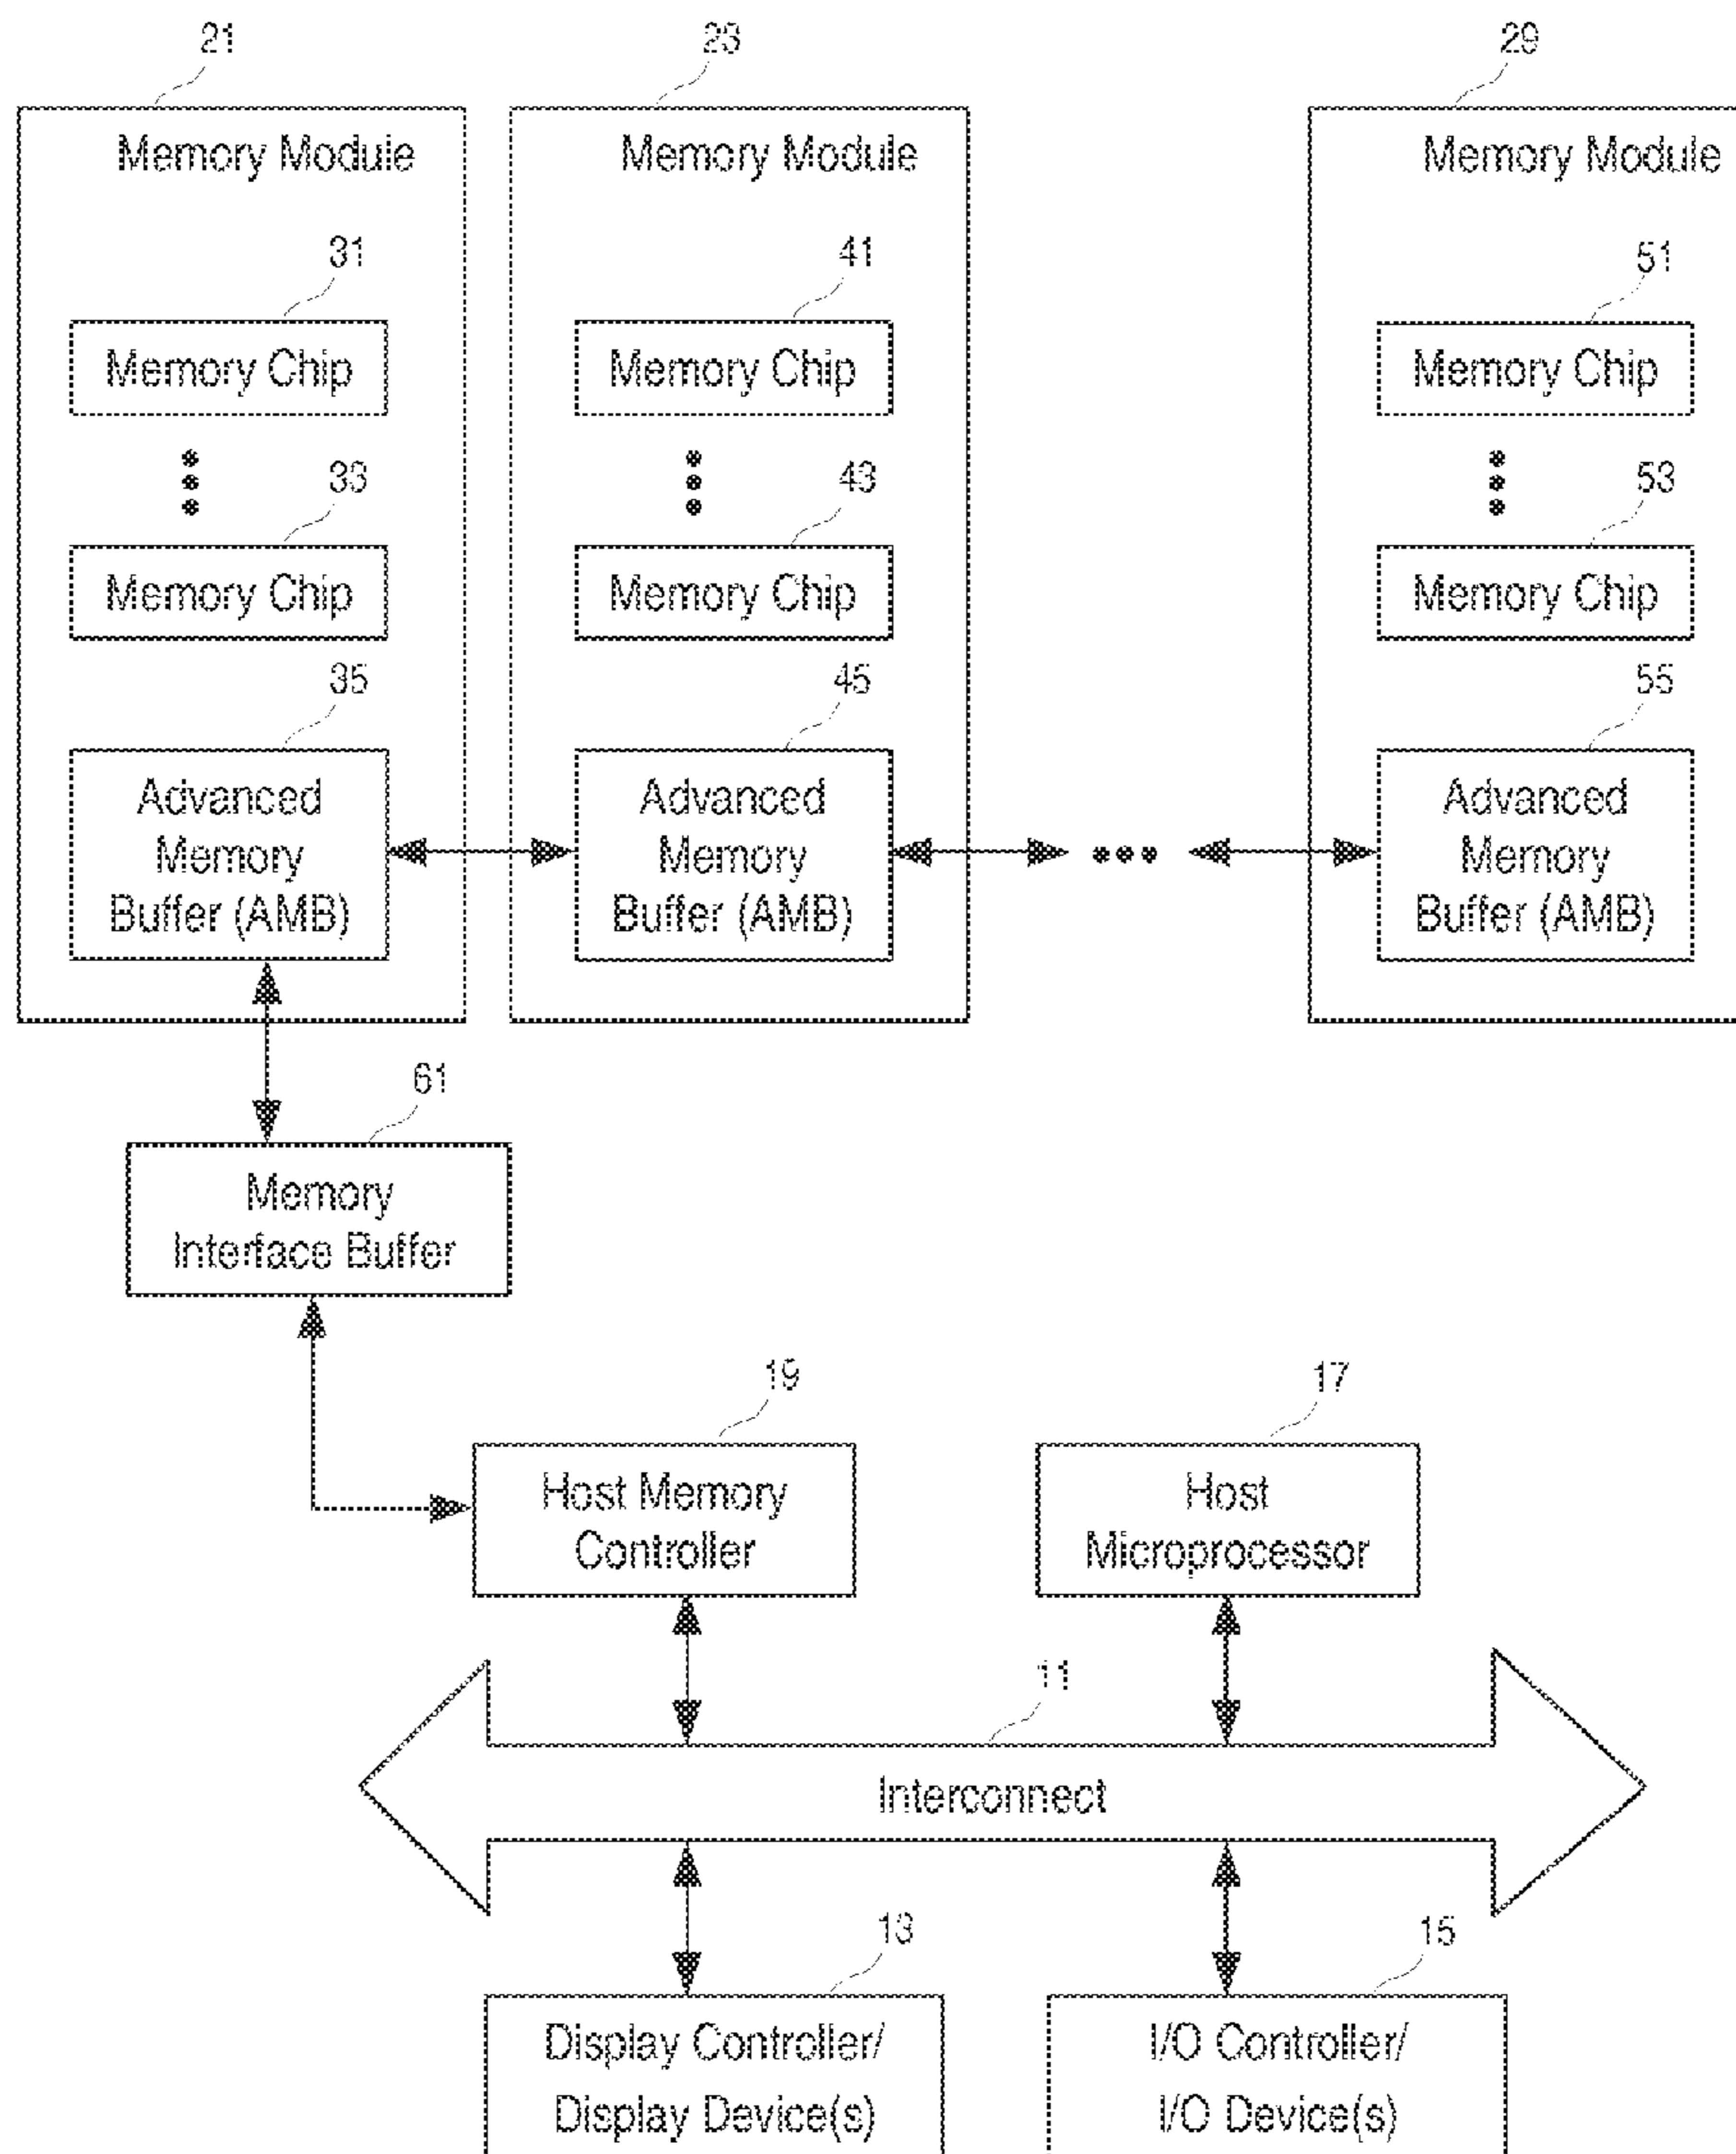 21
23
29
Memory Module
Memory Module
Memory Module
31
41
51
Memory Chip
Memory Chip
Memory Chip
33
43
53
Memory Chip
Memory Chip
Memory Chip
35
45
55
Advanced
Memory
Buffer (AMB)
Advanced
Memory
Buffer (AMB)
Advanced
Memory
Buffer (AMB)
61
Memory
Interface Buffer
19
17
Host Memory
Controller
Host
Microprocessor
11
Interconnect
13
15
Display Controller/
Display Device(s)
I/O Controller/
I/O Device(s)